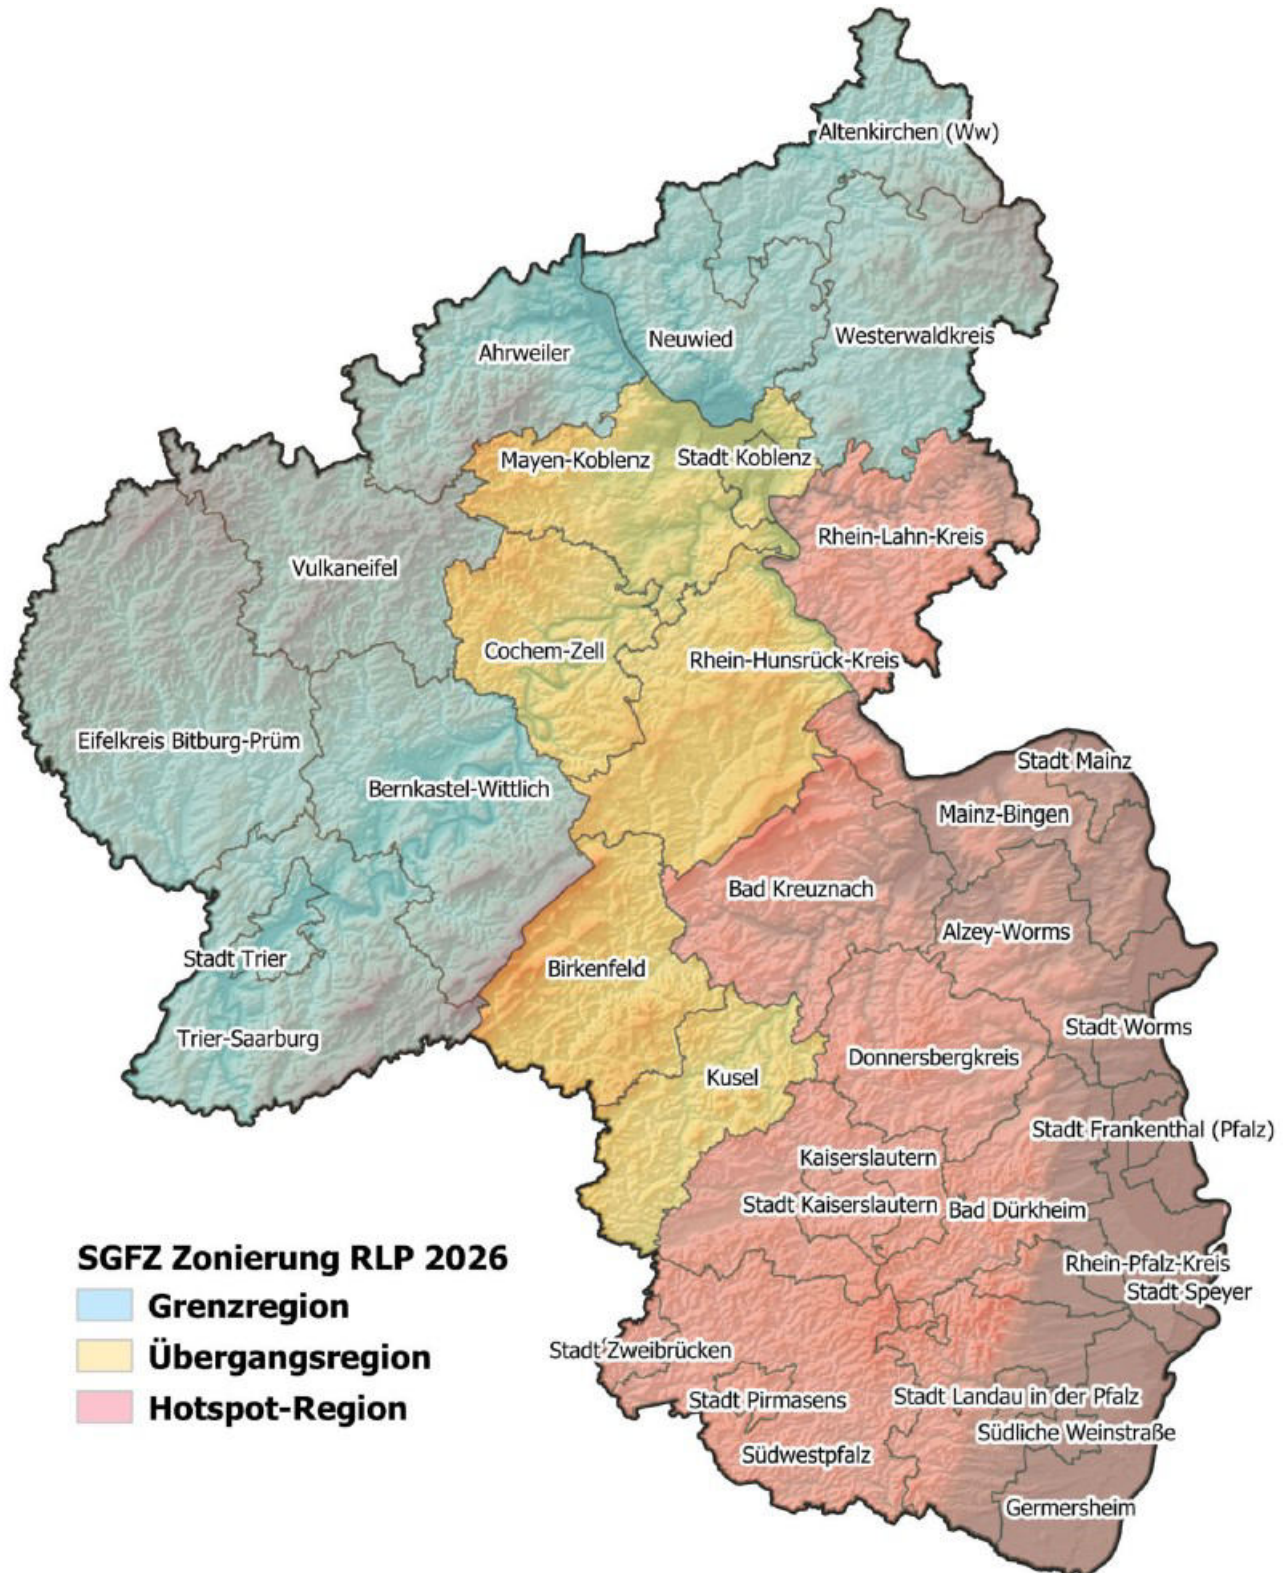 Altenkirchen (Ww)
Neuwied
Westerwaldkreis
Ahrweiler
Mayen-Koblenz
Stadt Koblenz
Rhein-Lahn-Kreis
Vulkaneifel
Cochem-Zell
Rhein-Hunsrück-Kreis
Eifelkreis Bitburg-Prüm
Bernkastel-Wittlich
Stadt Mainz
Mainz-Bingen
Bad Kreuznach
Alzey-Worms
Stadt Trier
Birkenfeld
Trier-Saarburg
Stadt Worms
Donnersbergkreis
Kusel
Stadt Frankenthal (Pfalz)
Kaiserslautern
Stadt Kaiserslautern
Bad Dürkheim
Rhein-Pfalz-Kreis
Stadt Speyer
Stadt Zweibrücken
Stadt Pirmasens
Stadt Landau in der Pfalz
Südliche Weinstraße
Südwestpfalz
Germersheim
SGFZ Zonierung RLP 2026
Grenzregion
Übergangsregion
Hotspot-Region